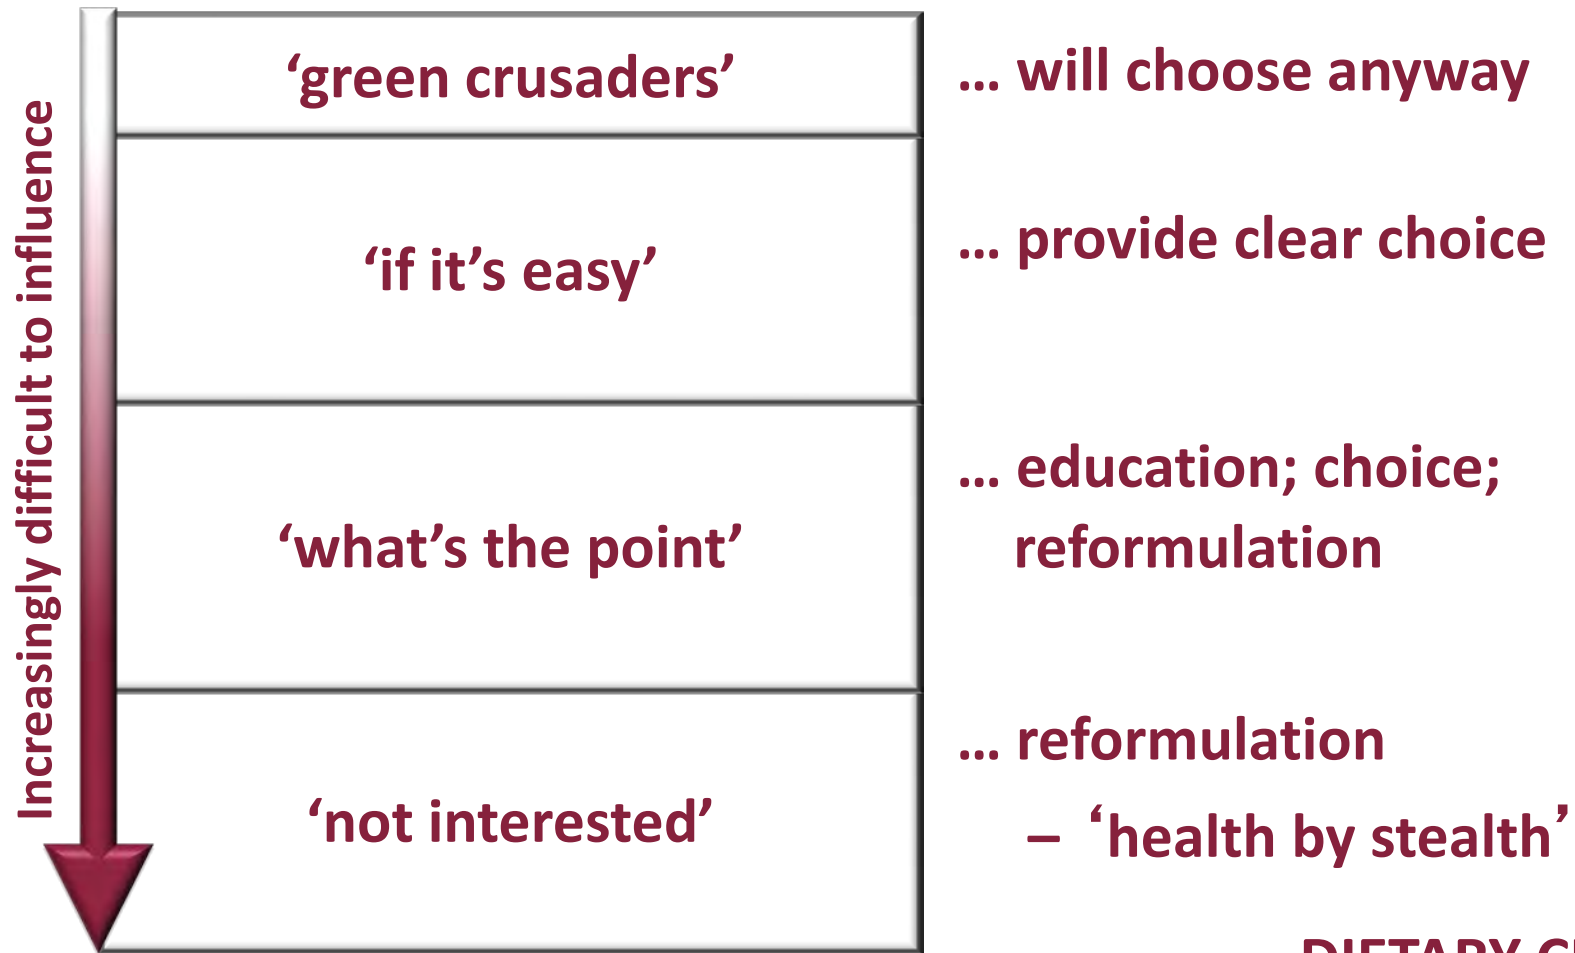 Increasingly difficult to influence
‘green crusaders’
... will choose anyway
‘if it’s easy’
... provide clear choice
‘what’s the point’
... education; choice;
reformulation
‘not interested’
... reformulation
– ‘health by stealth’
DIETARY